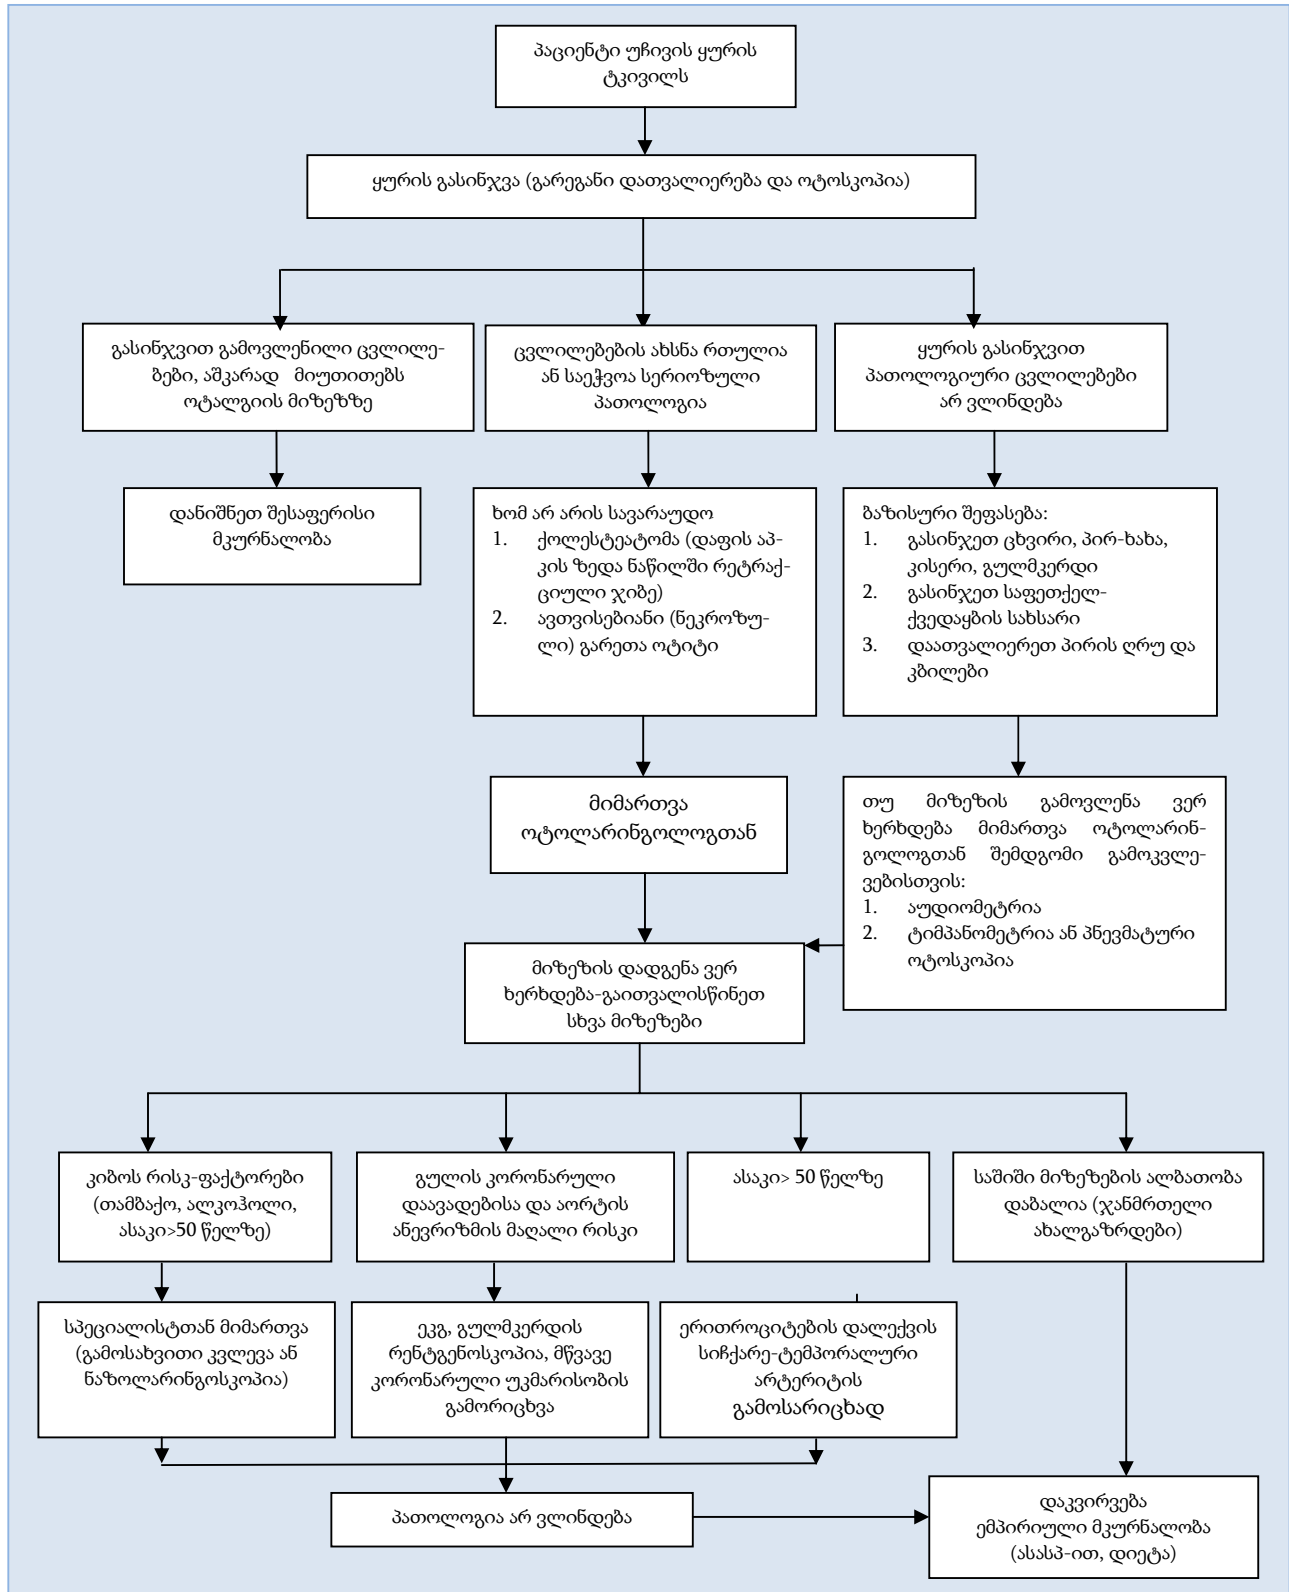 პაციენტი უჩივის ყურის
ტკივილს
ყურის გასინჯვა (გარეგანი დათვალიერება და ოტოსკოპია)
გასინჯვით გამოვლენილი ცვლილე-
ბები, აშკარად მიუთითებს
ოტალგიის მიზეზზე
ცვლილებების ახსნა რთულია
ან საეჭვოა სერიოზული
პათოლოგია
ყურის გასინჯვით
პათოლოგიური ცვლილებები
არ ვლინდება
დანიშნეთ შესაფერისი
მკურნალობა
ხომ არ არის სავარაუდო
1. ქოლესტეატომა (დაფის აპ-
კის ზედა ნაწილში რეტრაქ-
ციული ჯიბე)
2. ავთვისებიანი (ნეკროზუ-
ლი) გარეთა ოტიტი
ბაზისური შეფასება:
1. გასინჯეთ ცხვირი, პირ-ხახა,
კისერი, გულმკერდი
2. გასინჯეთ საფეთქელ-
ქვედაყბის სახსარი
3. დაათვალიერეთ პირის ღრუ და
კბილები
მიმართვა
ოტოლარინგოლოგთან
თუ მიზეზის გამოვლენა ვერ
ხერხდება მიმართვა ოტოლარინ-
გოლოგთან შემდგომი გამოკვლე-
ვებისთვის:
1. აუდიომეტრია
2. ტიმპანომეტრია ან პნევმატური
ოტოსკოპია
მიზეზის დადგენა ვერ
ხერხდება-გაითვალისწინეთ
სხვა მიზეზები
კიბოს რისკ-ფაქტორები
(თამბაქო, ალკოჰოლი,
ასაკი>50 წელზე)
გულის კორონარული
დაავადებისა და აორტის
ანევრიზმის მაღალი რისკი
ასაკი> 50 წელზე
საშიში მიზეზების ალბათობა
დაბალია (ჯანმრთელი
ახალგაზრდები)
სპეციალისტთან მიმართვა
(გამოსახვითი კვლევა ან
ნაზოლარინგოსკოპია)
ეკგ, გულმკერდის
რენტგენოსკოპია, მწვავე
კორონარული უკმარისობის
გამორიცხვა
ერითროციტების დალექვის
სიჩქარე-ტემპორალური
არტერიტის
გამოსარიცხად
პათოლოგია არ ვლინდება
დაკვირვება
ემპირიული მკურნალობა
(ასასპ-ით, დიეტა)